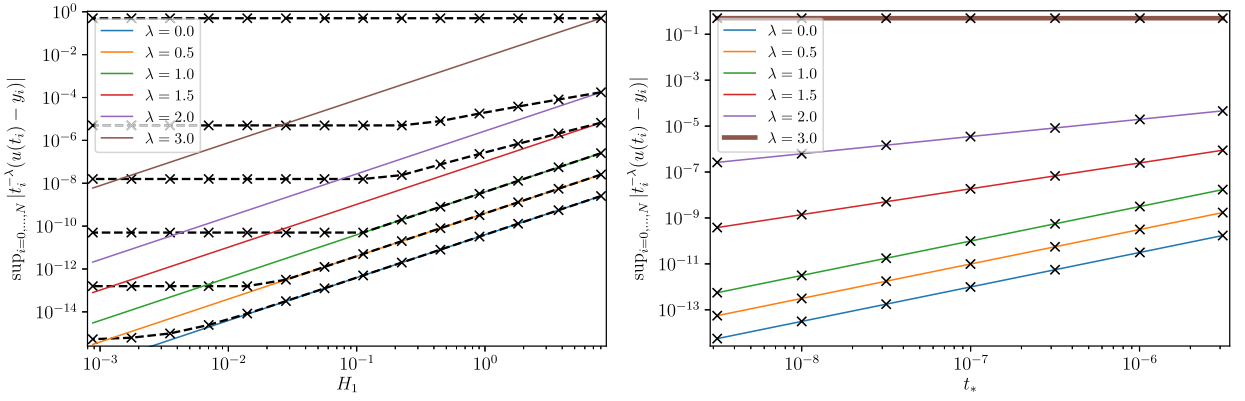 10^0
10^{-2}
10^{-4}
10^{-6}
10^{-8}
10^{-10}
10^{-12}
10^{-14}
sup_{i=0,...,N} |t_i^{-λ}(u(t_i) − y_i)|
λ = 0.0
λ = 0.5
λ = 1.0
λ = 1.5
λ = 2.0
λ = 3.0
10^{-3}
10^{-2}
10^{-1}
10^0
H_1
10^{-1}
10^{-3}
10^{-5}
10^{-7}
10^{-9}
10^{-11}
10^{-13}
sup_{i=0,...,N} |t_i^{-λ}(u(t_i) − y_i)|
λ = 0.0
λ = 0.5
λ = 1.0
λ = 1.5
λ = 2.0
λ = 3.0
10^{-8}
10^{-7}
10^{-6}
t_*